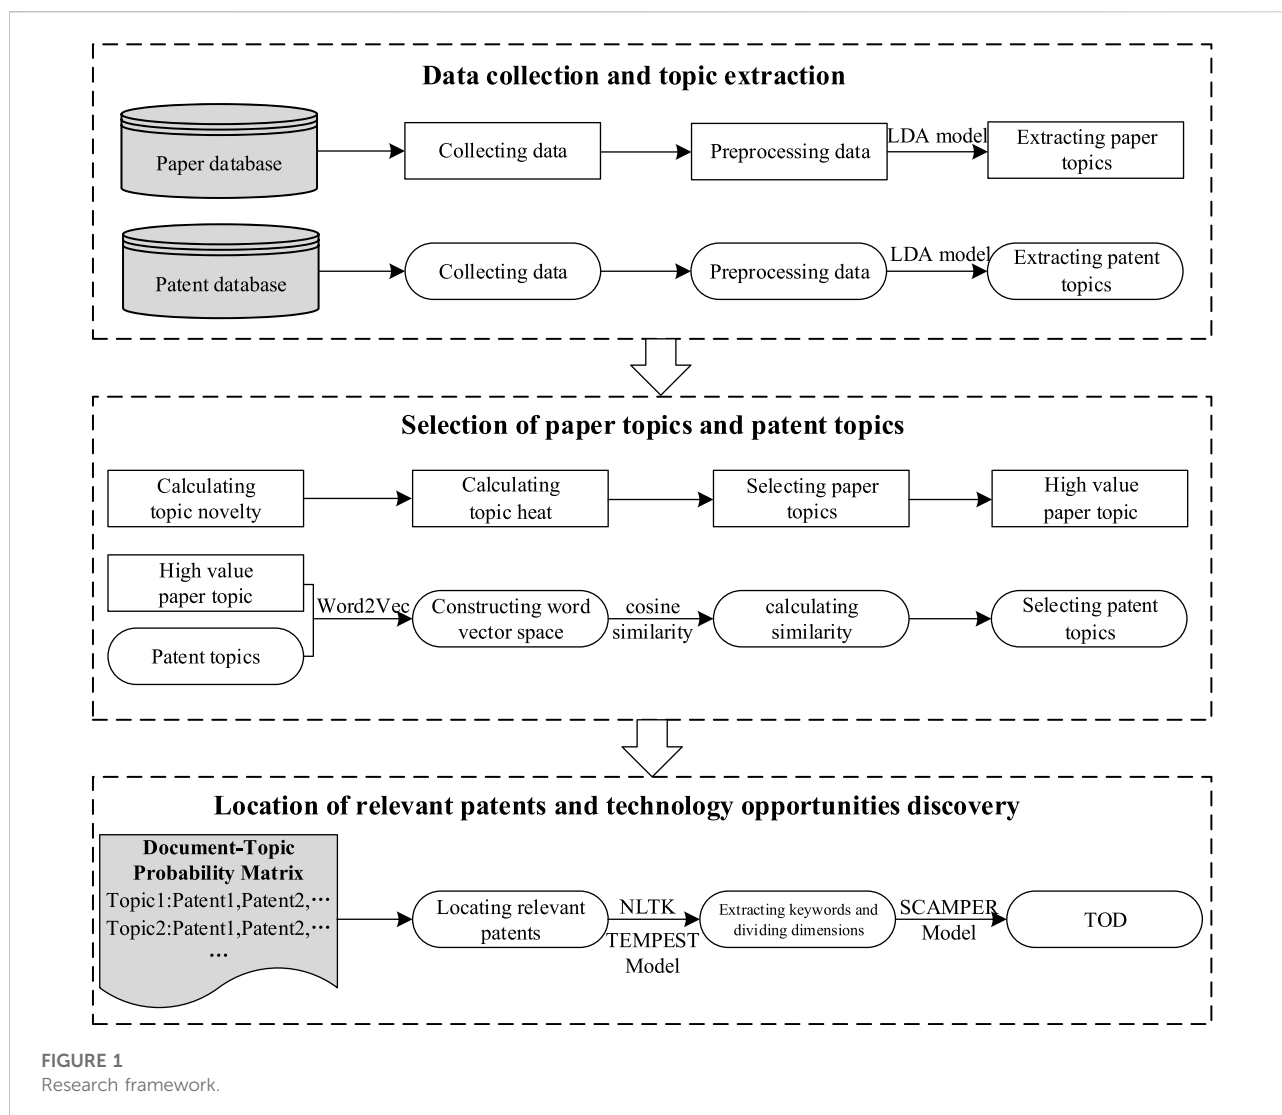 Data collection and topic extraction
Paper database
Collecting data
Preprocessing data
LDA model
Extracting paper
topics
Patent database
Collecting data
Preprocessing data
LDA model
Extracting patent
topics
Selection of paper topics and patent topics
Calculating
topic novelty
Calculating
topic heat
Selecting paper
topics
High value
paper topic
High value
paper topic
Patent topics
Word2Vec
Constructing word
vector space
cosine
similarity
calculating
similarity
Selecting patent
topics
Location of relevant patents and technology opportunities discovery
Document-Topic
Probability Matrix
Topic1:Patent1,Patent2,···
Topic2:Patent1,Patent2,···
···
Locating relevant
patents
NLTK
TEMPEST
Model
Extracting keywords and
dividing dimensions
SCAMPER
Model
TOD
FIGURE 1
Research framework.